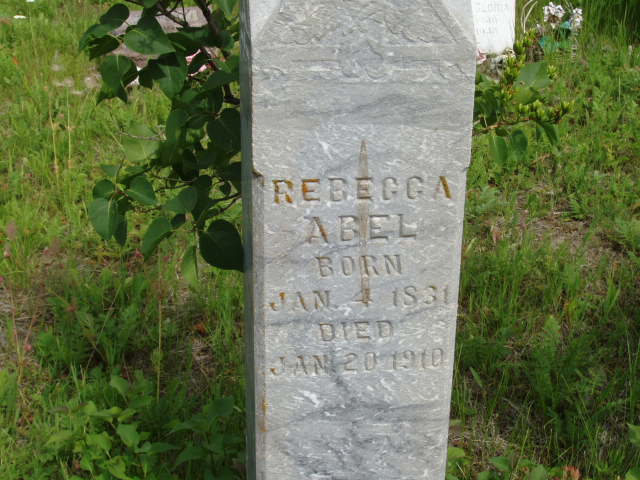 REBECCA
ABEL
BORN
JAN. 4 1831
DIED
JAN 20 1910